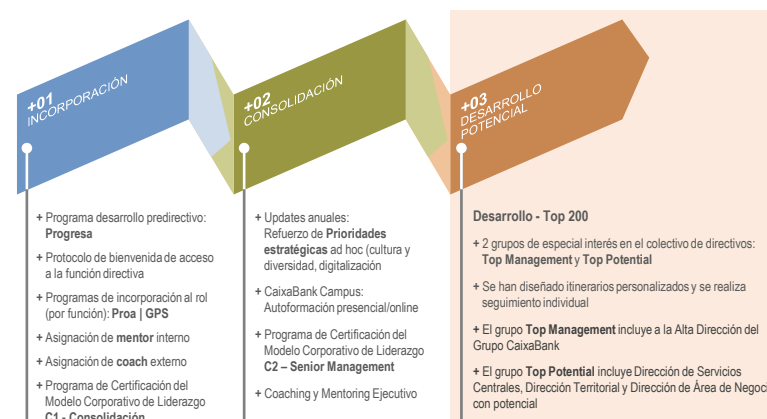 +01
INCORPORACIÓN
+ Programa desarrollo predirectivo:
Progresa
+ Protocolo de bienvenida de acceso
a la función directiva
+ Programas de incorporación al rol
(por función): Proa | GPS
+ Asignación de mentor interno
+ Asignación de coach externo
+ Programa de Certificación del
Modelo Corporativo de Liderazgo
C1 - Consolidación
+02
CONSOLIDACIÓN
+ Updates anuales:
Refuerzo de Prioridades
estratégicas ad hoc (cultura y
diversidad, digitalización
+ CaixaBank Campus:
Autoformación presencial/online
+ Programa de Certificación del
Modelo Corporativo de Liderazgo
C2 – Senior Management
+ Coaching y Mentoring Ejecutivo
+03
DESARROLLO
POTENCIAL
Desarrollo - Top 200
+ 2 grupos de especial interés en el colectivo de directivos:
Top Management y Top Potential
+ Se han diseñado itinerarios personalizados y se realiza
seguimiento individual
+ El grupo Top Management incluye a la Alta Dirección del
Grupo CaixaBank
+ El grupo Top Potential incluye Dirección de Servicios
Centrales, Dirección Territorial y Dirección de Área de Negoci
con potencial